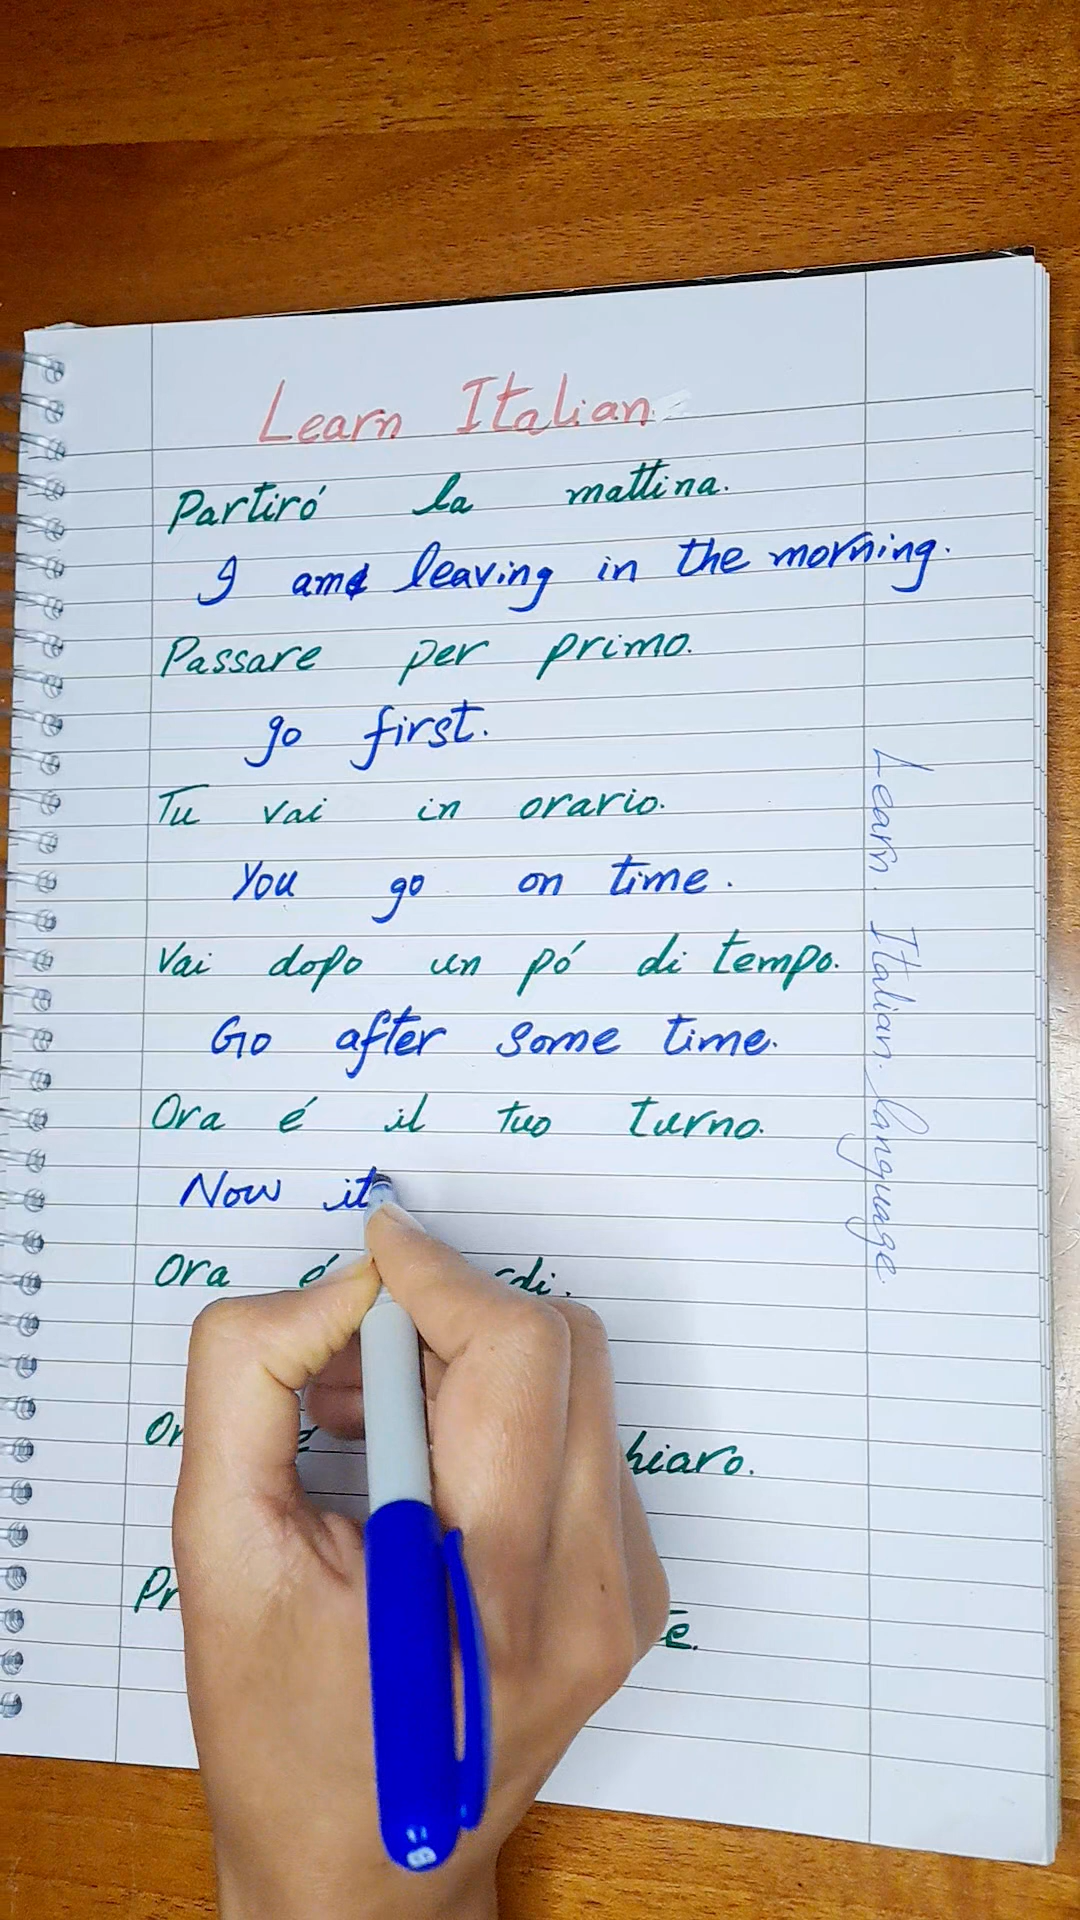 Learn Italian
Partiró la mattina.
I am leaving in the morning.
Passare per primo.
go first.
Tu vai in orario.
You go on time.
Vai dopo un pó di tempo.
Go after some time.
Ora é il tuo turno.
Now it
Ora é
Learn. Italian. language